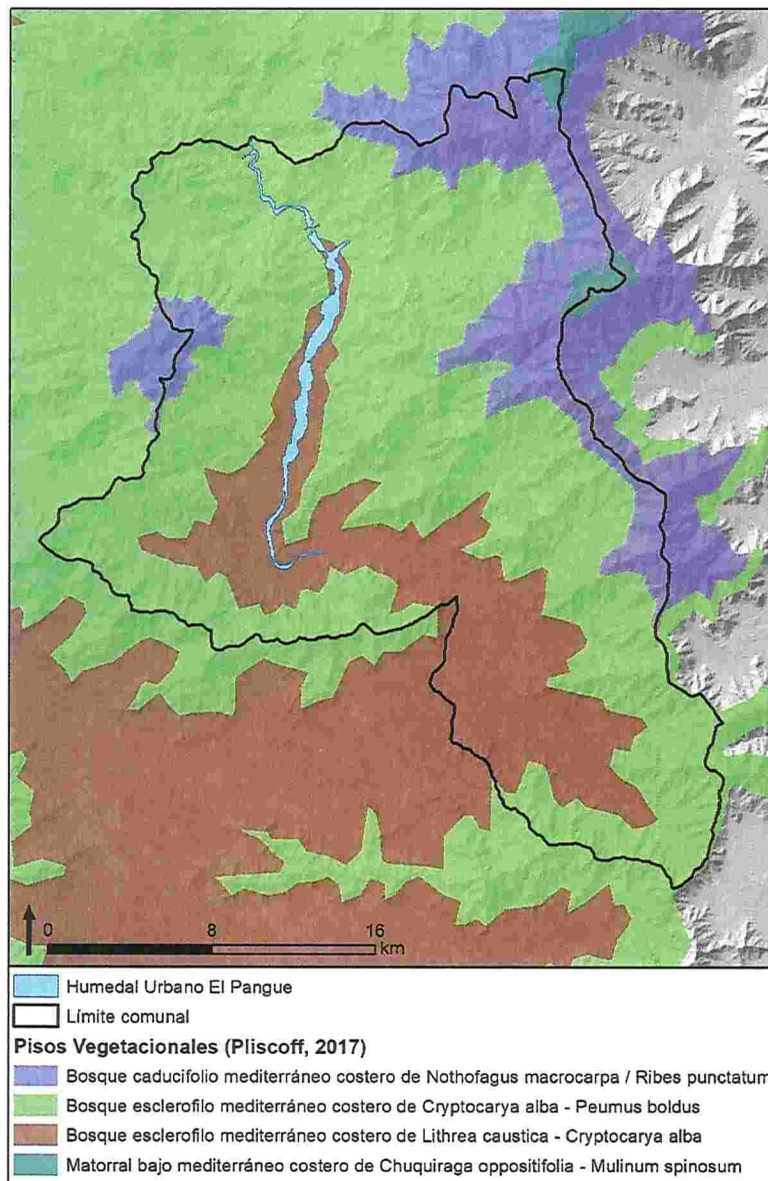 0 8 16
km
Humedal Urbano El Pangue
Límite comunal
Pisos Vegetacionales (Pliscoff, 2017)
Bosque caducifolio mediterráneo costero de Nothofagus macrocarpa / Ribes punctatum
Bosque esclerofilo mediterráneo costero de Cryptocarya alba - Peumus boldus
Bosque esclerofilo mediterráneo costero de Lithrea caustica - Cryptocarya alba
Matorral bajo mediterráneo costero de Chuquiraga oppositifolia - Mulinum spinosum